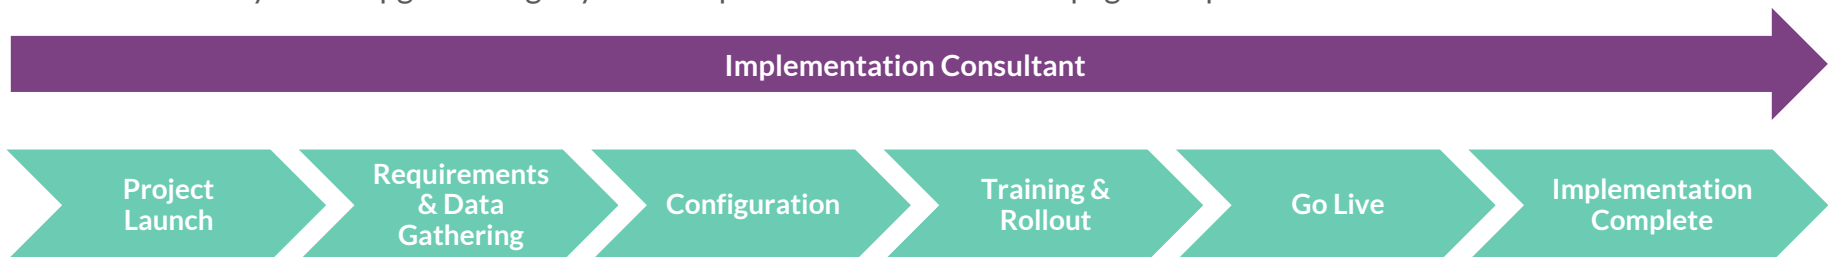 Implementation Consultant
Project
Launch
Requirements
& Data
Gathering
Configuration
Training &
Rollout
Go Live
Implementation
Complete